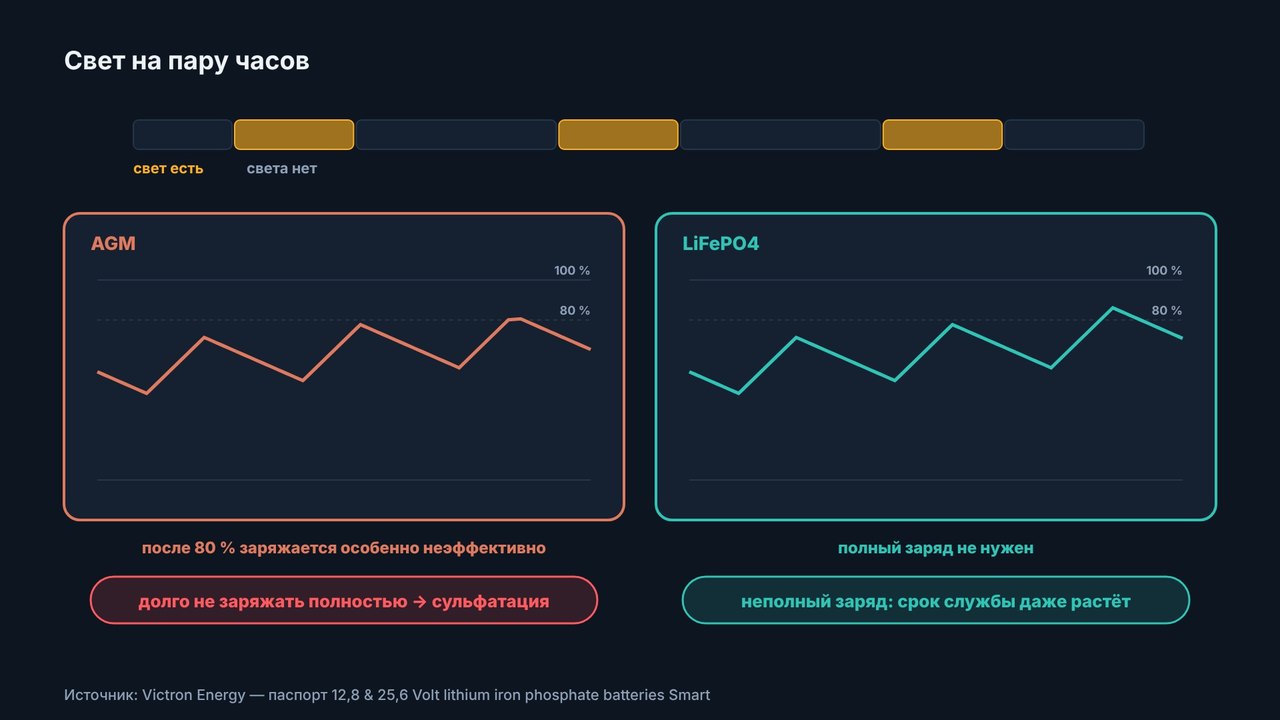 Свет на пару часов
свет есть
света нет
AGM
100 %
80 %
LiFePO4
100 %
80 %
после 80 % заряжается особенно неэффективно
полный заряд не нужен
долго не заряжать полностью → сульфатация
неполный заряд: срок службы даже растёт
Источник: Victron Energy — паспорт 12,8 & 25,6 Volt lithium iron phosphate batteries Smart